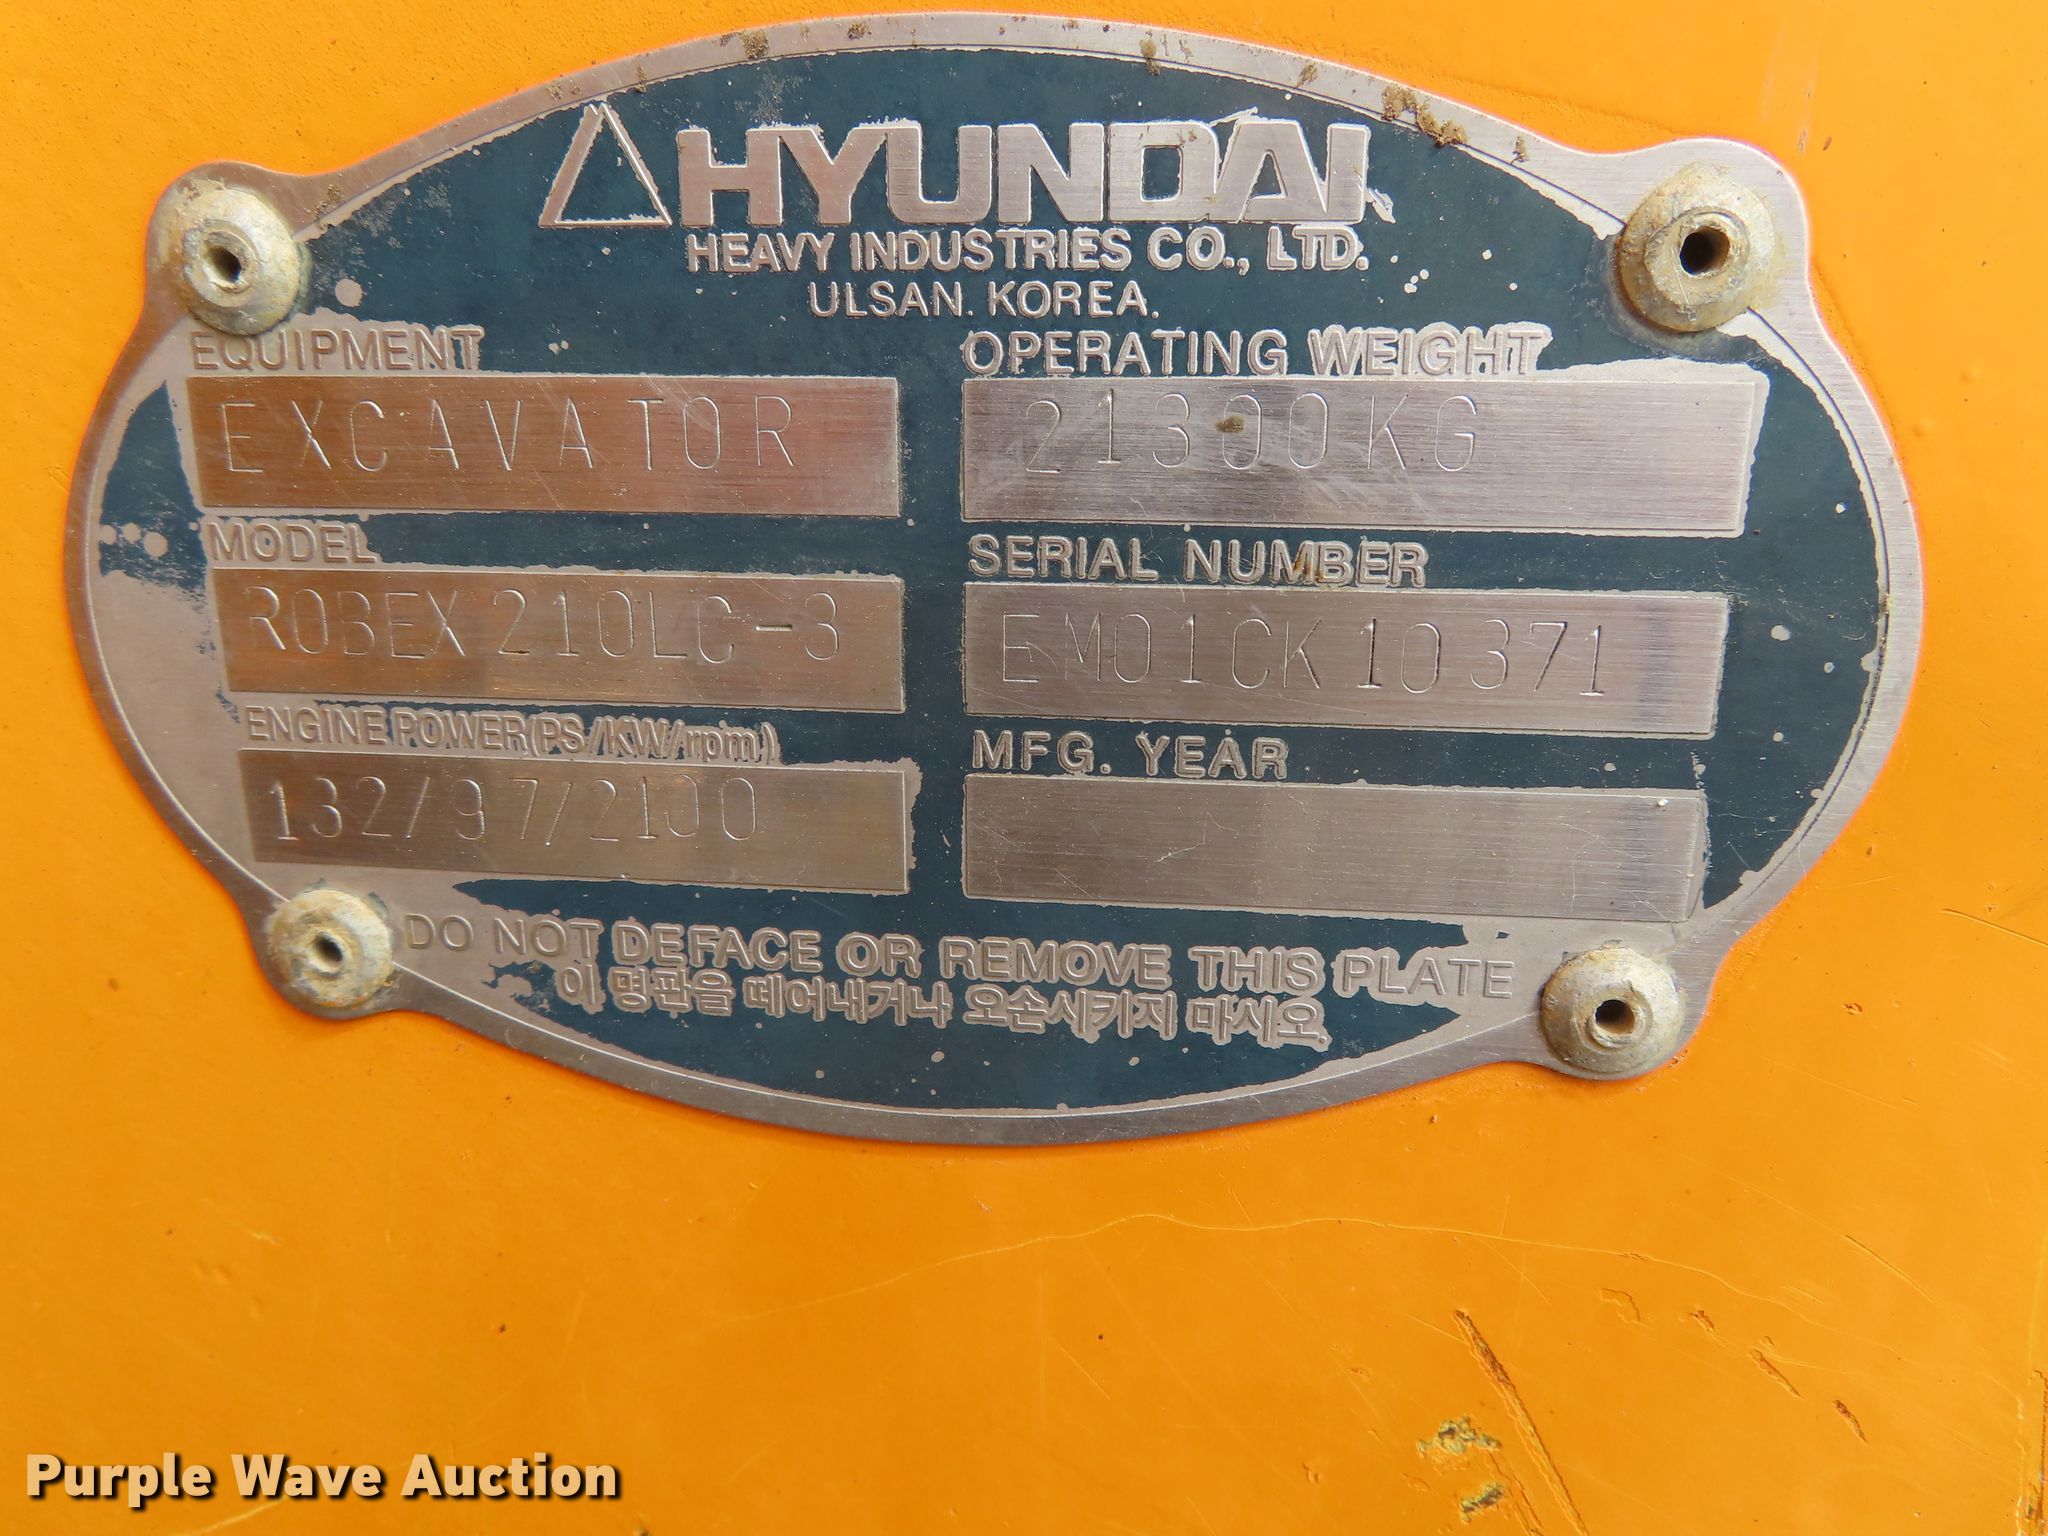 HYUNDAI
HEAVY INDUSTRIES CO., LTD.
ULSAN. KOREA.
EQUIPMENT
EXCAVATOR
OPERATING WEIGHT
21300KG
MODEL
ROBEX 210LC-3
SERIAL NUMBER
EM01CK10371
ENGINE POWER(PS/KW/rpm)
132/97/2100
MFG. YEAR
DO NOT DEFACE OR REMOVE THIS PLATE
이 명판을 떼어내거나 오손시키지 마시오.
Purple Wave Auction